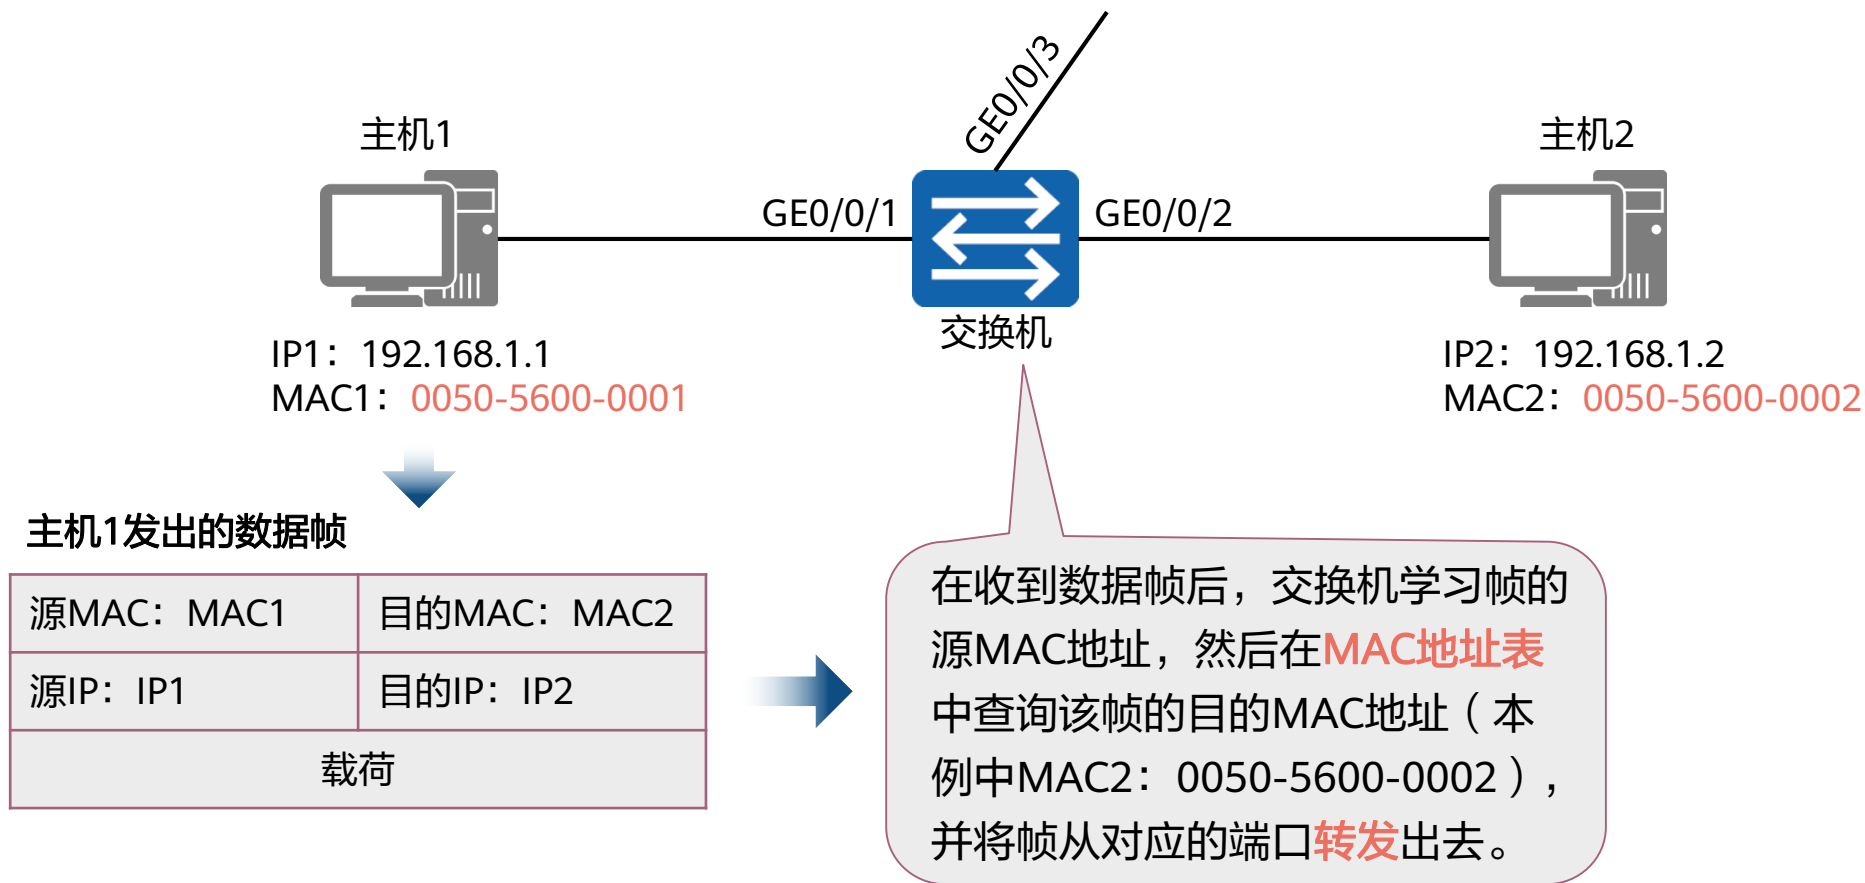 GE0/0/3
主机1
主机2
GE0/0/1
GE0/0/2
交换机
IP1：192.168.1.1
MAC1：0050-5600-0001
IP2：192.168.1.2
MAC2：0050-5600-0002
主机1发出的数据帧
源MAC：MAC1
目的MAC：MAC2
源IP：IP1
目的IP：IP2
载荷
在收到数据帧后，交换机学习帧的
源MAC地址，然后在MAC地址表
中查询该帧的目的MAC地址（本
例中MAC2：0050-5600-0002），
并将帧从对应的端口转发出去。